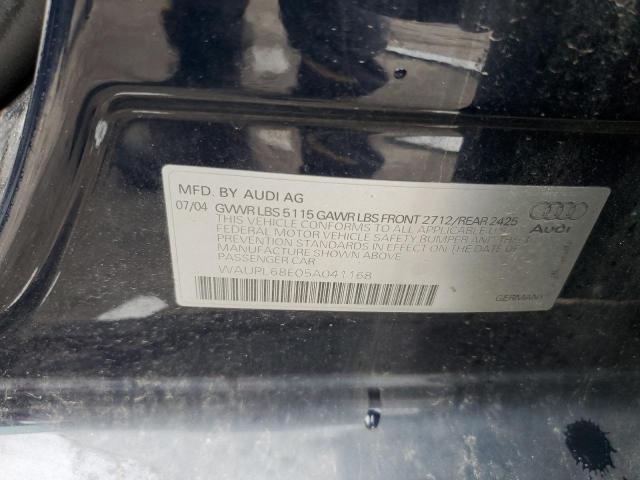 MFD. BY AUDI AG
07/04 GVWR LBS 5115 GAWR LBS FRONT 2712/REAR 2425
THIS VEHICLE CONFORMS TO ALL APPLICABLE U.S.
FEDERAL MOTOR VEHICLE SAFETY BUMPER AND THEFT
PREVENTION STANDARDS IN EFFECT ON THE DATE OF
MANUFACTURE SHOWN ABOVE
PASSENGER CAR
WAUPL68E05A041168
Audi
GERMANY